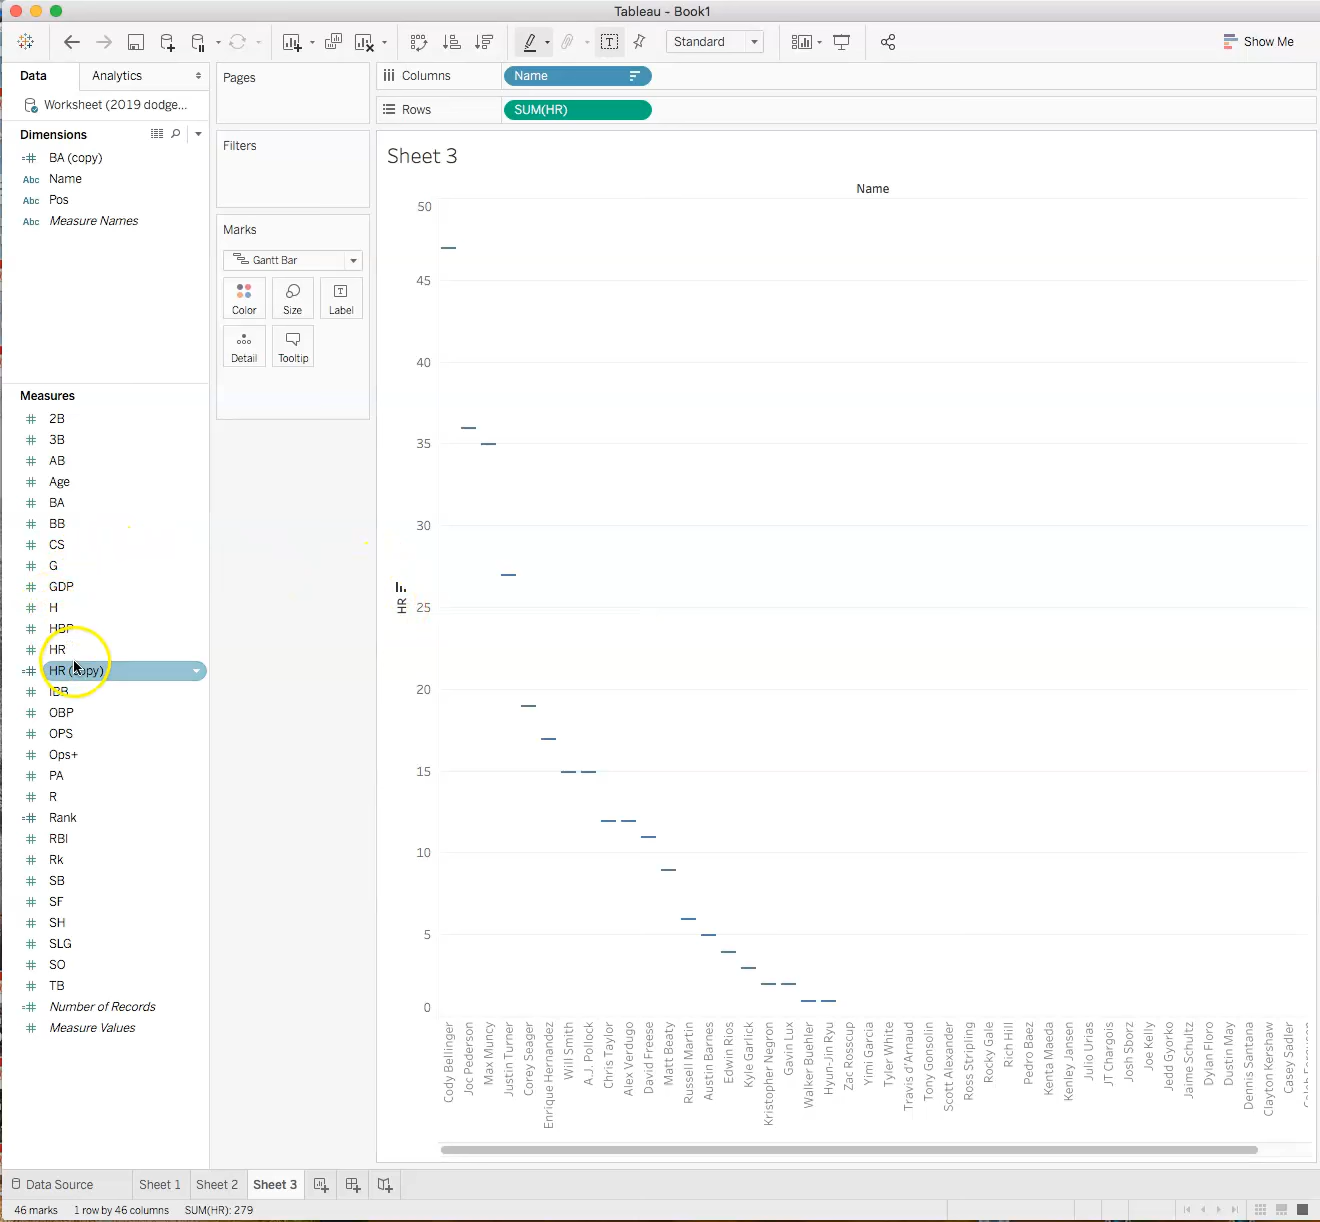 Tableau - Book1
Standard
Show Me
Data
Analytics
Worksheet (2019 dodge...
Dimensions
BA (copy)
Abc Name
Abc Pos
Abc Measure Names
Measures
2B
3B
AB
Age
BA
BB
CS
G
GDP
H
HBP
HR
HR (copy)
IBB
OBP
OPS
Ops+
PA
R
Rank
RBI
Rk
SB
SF
SH
SLG
SO
TB
Number of Records
Measure Values
Pages
Filters
Marks
Gantt Bar
Color
Size
Label
Detail
Tooltip
Columns
Name
Rows
SUM(HR)
Sheet 3
Name
50
45
40
35
30
25
20
15
10
5
0
HR
Cody Bellinger
Joc Pederson
Max Muncy
Justin Turner
Corey Seager
Enrique Hernandez
Will Smith
A.J. Pollock
Chris Taylor
Alex Verdugo
David Freese
Matt Beaty
Russell Martin
Austin Barnes
Edwin Rios
Kyle Garlick
Kristopher Negron
Gavin Lux
Walker Buehler
Hyun-Jin Ryu
Zac Rosscup
Yimi Garcia
Tyler White
Travis d'Arnaud
Tony Gonsolin
Scott Alexander
Ross Stripling
Rocky Gale
Rich Hill
Pedro Baez
Kenta Maeda
Kenley Jansen
Julio Urias
JT Chargois
Josh Sborz
Joe Kelly
Jedd Gyorko
Jaime Schultz
Dylan Floro
Dustin May
Dennis Santana
Clayton Kershaw
Casey Sadler
Data Source
Sheet 1
Sheet 2
Sheet 3
46 marks
1 row by 46 columns
SUM(HR): 279